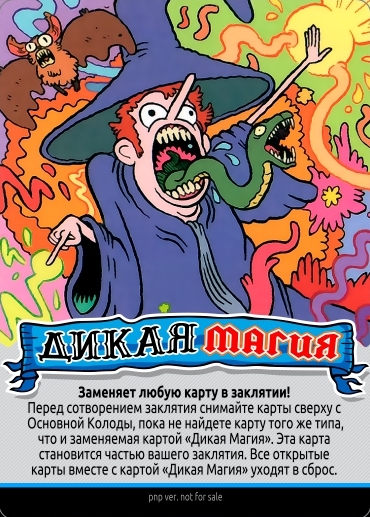 ДИКАЯ МАГИЯ
Заменяет любую карту в заклятии!
Перед сотворением заклятия снимайте карты сверху с
Основной Колоды, пока не найдете карту того же типа,
что и заменяемая картой «Дикая Магия». Эта карта
становится частью вашего заклятия. Все открытые
карты вместе с картой «Дикая Магия» уходят в сброс.
pnp ver. not for sale